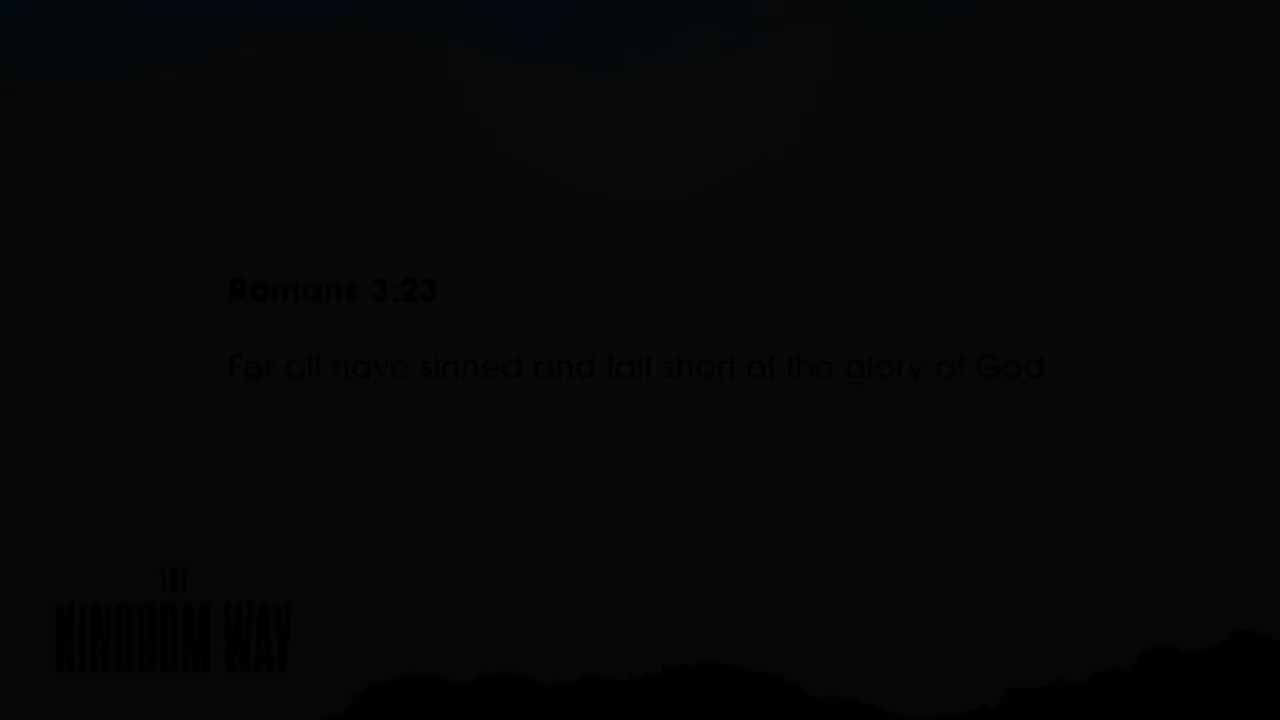 Romans 3:23
For all have sinned and fall short of the glory of God.
THE
KINGDOM WAY